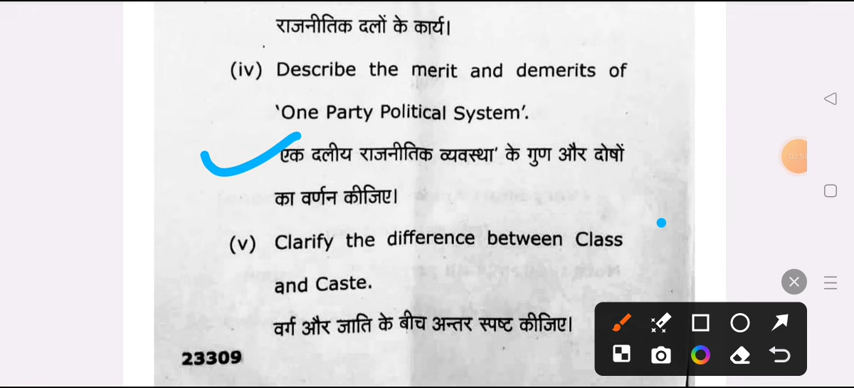 राजनीतिक दलों के कार्य।
(iv) Describe the merit and demerits of
'One Party Political System'.
एक दलीय राजनीतिक व्यवस्था' के गुण और दोषों
का वर्णन कीजिए।
(v) Clarify the difference between Class
and Caste.
वर्ग और जाति के बीच अन्तर स्पष्ट कीजिए।
23309